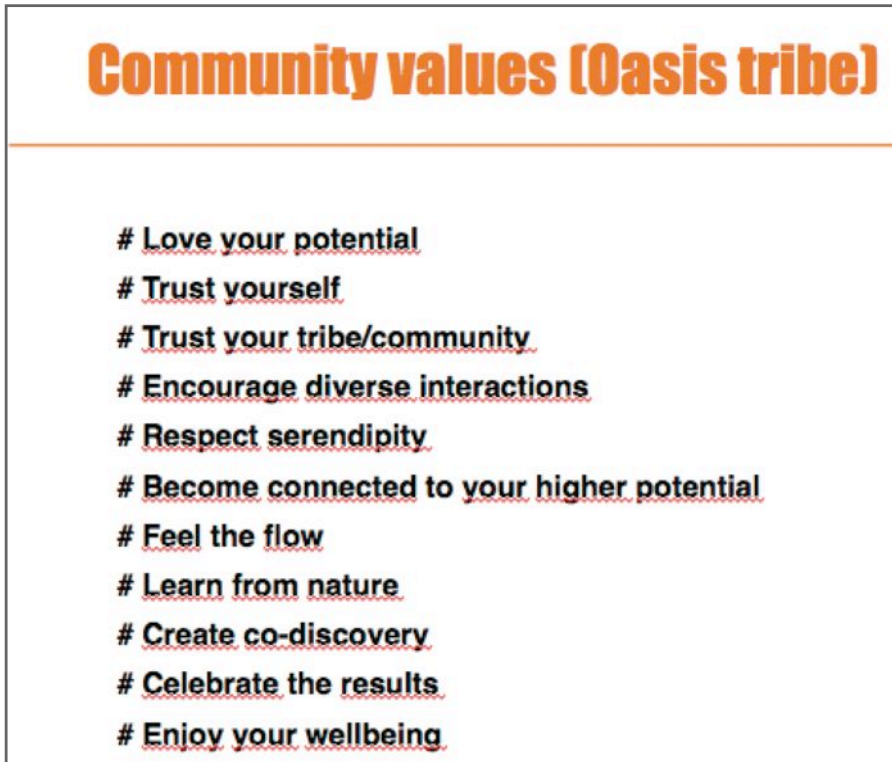 Community values (Oasis tribe)
# Love your potential
# Trust yourself
# Trust your tribe/community
# Encourage diverse interactions
# Respect serendipity
# Become connected to your higher potential
# Feel the flow
# Learn from nature
# Create co-discovery
# Celebrate the results
# Enjoy your wellbeing